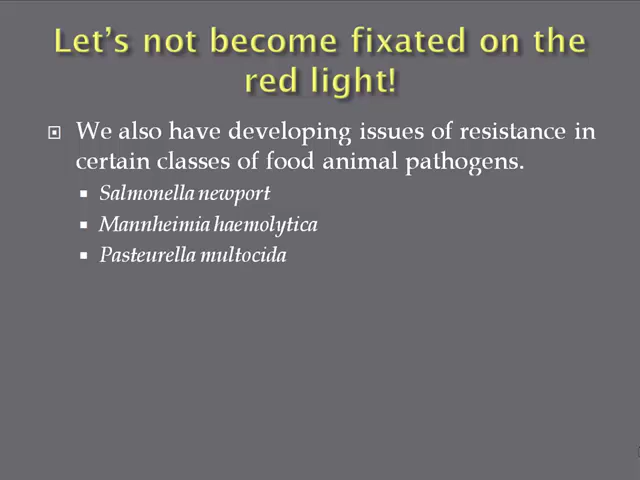 Let's not become fixated on the
red light!
We also have developing issues of resistance in
certain classes of food animal pathogens.
Salmonella newport
Mannheimia haemolytica
Pasteurella multocida